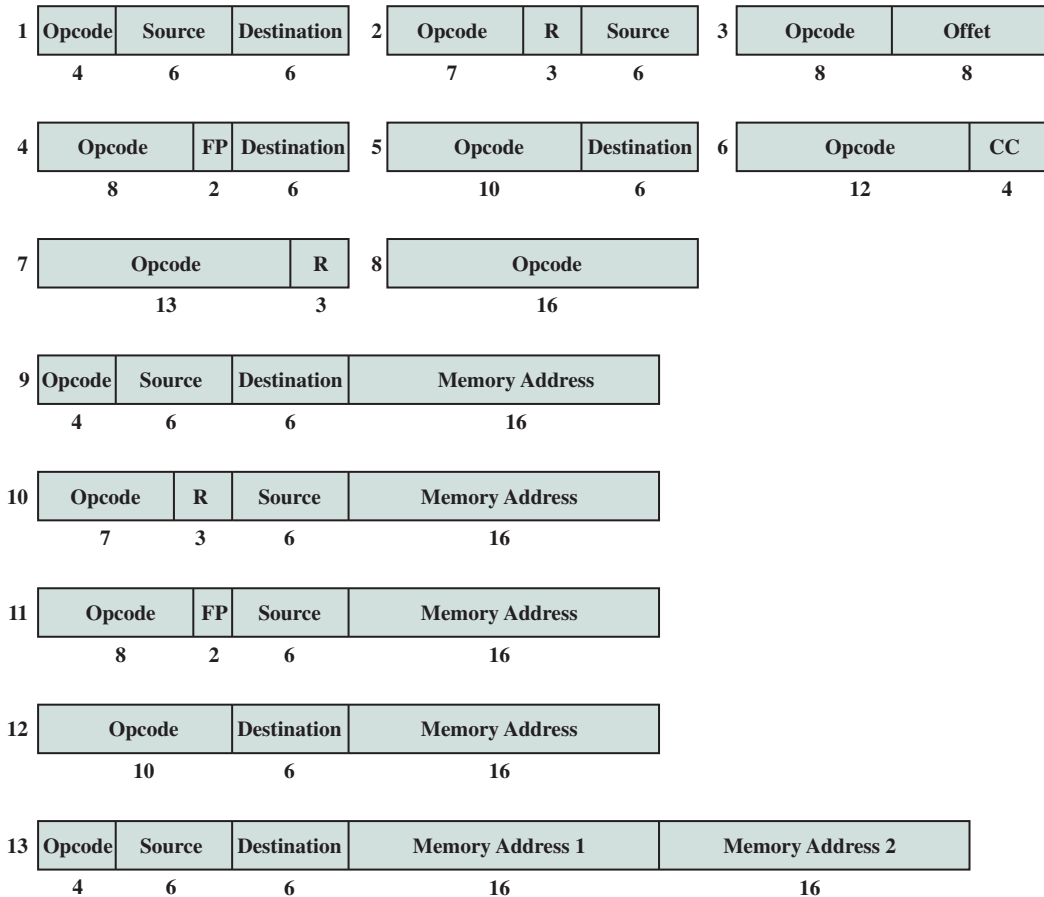 1 Opcode Source Destination 2 Opcode R Source 3 Opcode Offet
4 6 6 7 3 6 8 8
4 Opcode FP Destination 5 Opcode Destination 6 Opcode CC
8 2 6 10 6 12 4
7 Opcode R 8 Opcode
13 3 16
9 Opcode Source Destination Memory Address
4 6 6 16
10 Opcode R Source Memory Address
7 3 6 16
11 Opcode FP Source Memory Address
8 2 6 16
12 Opcode Destination Memory Address
10 6 16
13 Opcode Source Destination Memory Address 1 Memory Address 2
4 6 6 16 16